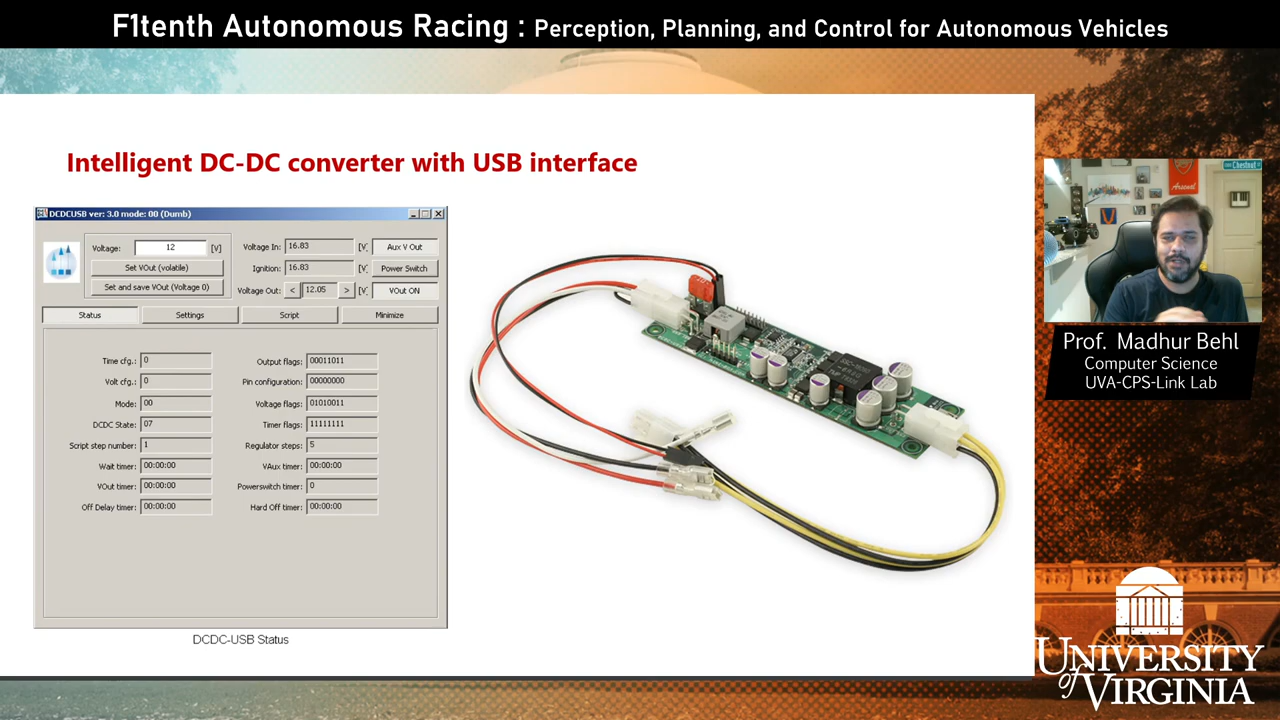 F1tenth Autonomous Racing : Perception, Planning, and Control for Autonomous Vehicles
Intelligent DC-DC converter with USB interface
DCDCUSB ver: 3.0 mode: 00 (Dumb)
Voltage: 12 [V]
Set VOut (volatile)
Set and save VOut (Voltage 0)
Voltage In: 16.83 [V] Aux V Out
Ignition: 16.83 [V] Power Switch
Voltage Out: < 12.05 > [V] VOut ON
Status Settings Script Minimize
Time cfg.: 0 Output flags: 00011011
Volt cfg.: 0 Pin configuration: 00000000
Mode: 00 Voltage flags: 01010011
DCDC State: 07 Timer flags: 11111111
Script step number: 1 Regulator steps: 5
Wait timer: 00:00:00 VAux timer: 00:00:00
VOut timer: 00:00:00 Powerswitch timer: 0
Off Delay timer: 00:00:00 Hard Off timer: 00:00:00
DCDC-USB Status
Chestnut
Arsenal
Prof. Madhur Behl
Computer Science
UVA-CPS-Link Lab
UNIVERSITY
of VIRGINIA